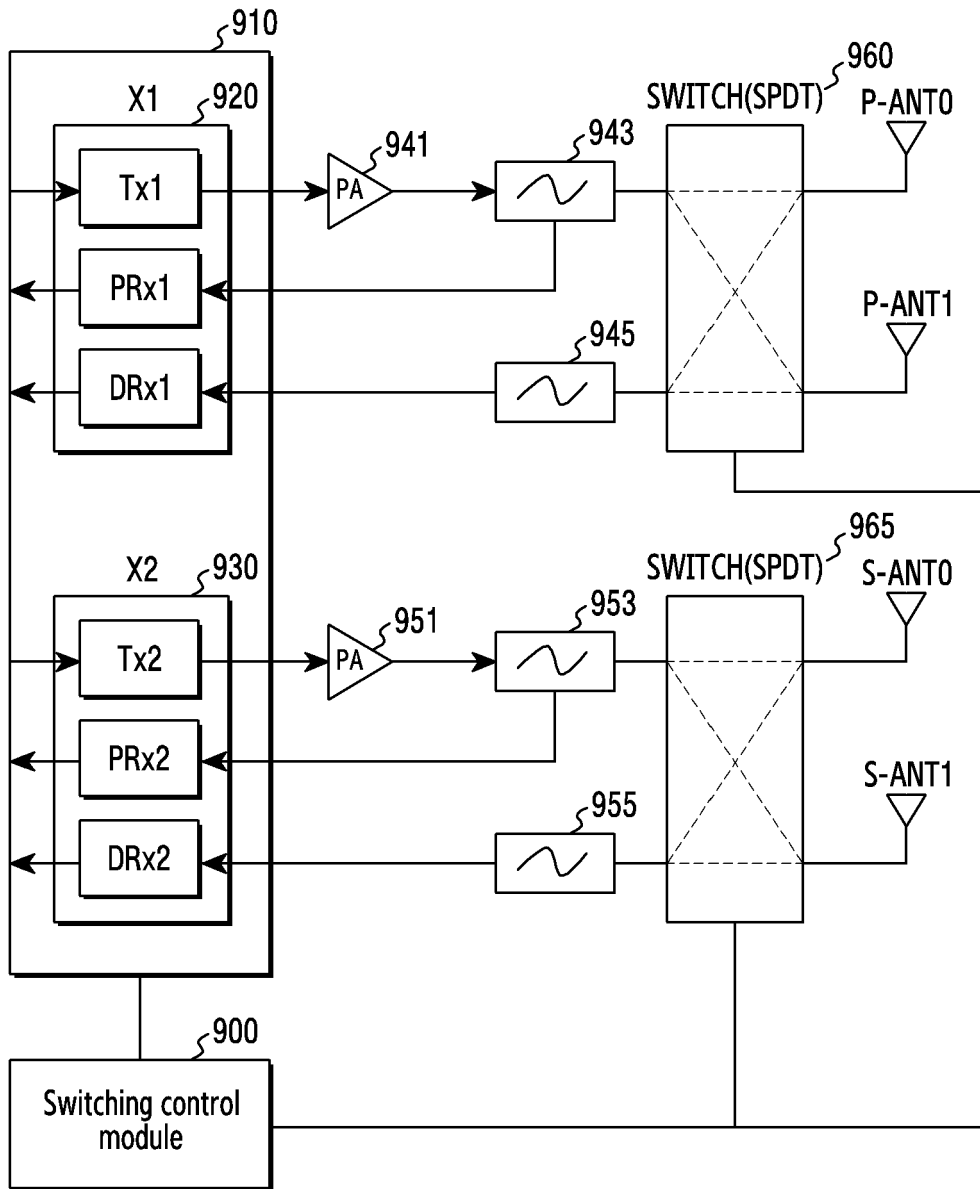 910
960
X1
920
SWITCH(SPDT)
P-ANT0
941
943
Tx1
PA
PRx1
P-ANT1
945
DRx1
965
X2
930
SWITCH(SPDT)
S-ANT0
951
953
Tx2
PA
PRx2
S-ANT1
955
DRx2
900
Switching control
module